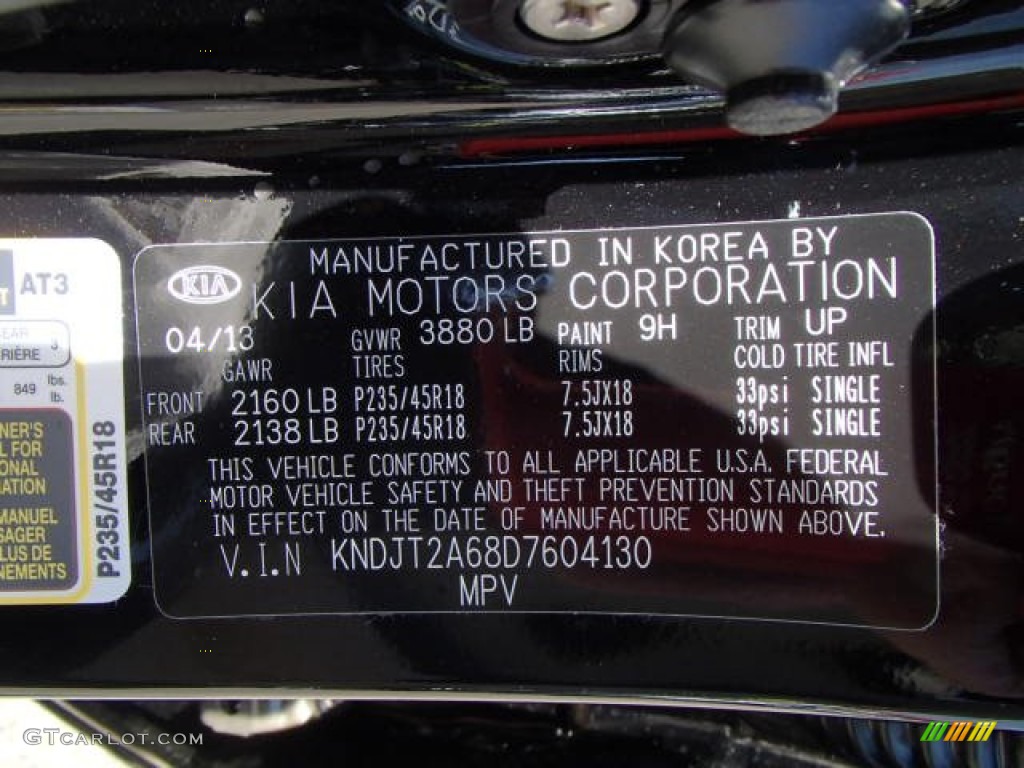 MANUFACTURED IN KOREA BY
KIA KIA MOTORS CORPORATION
04/13 GVWR 3880 LB PAINT 9H TRIM UP
GAWR TIRES RIMS COLD TIRE INFL
FRONT 2160 LB P235/45R18 7.5JX18 33psi SINGLE
REAR 2138 LB P235/45R18 7.5JX18 33psi SINGLE
THIS VEHICLE CONFORMS TO ALL APPLICABLE U.S.A. FEDERAL
MOTOR VEHICLE SAFETY AND THEFT PREVENTION STANDARDS
IN EFFECT ON THE DATE OF MANUFACTURE SHOWN ABOVE.
V.I.N KNDJT2A68D7604130
MPV
AT3
3
849 lbs.
lb.
P235/45R18
MANUEL
GTCARLOT.COM